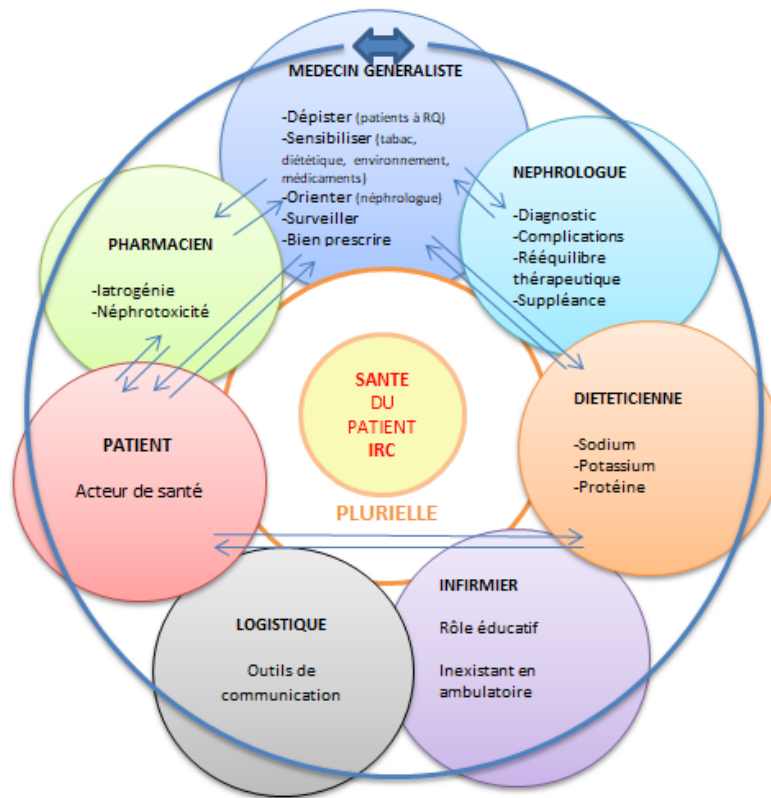 MEDECIN GENERALISTE
-Dépister (patients à RQ)
-Sensibiliser (tabac,
diététique, environnement,
médicaments)
-Orienter (néphrologue)
-Surveiller
-Bien prescrire
NEPHROLOGUE
-Diagnostic
-Complications
-Rééquilibre
thérapeutique
-Suppléance
PHARMACIEN
-Iatrogénie
-Néphrotoxicité
SANTE
DU
PATIENT
IRC
PLURIELLE
DIETETICIENNE
-Sodium
-Potassium
-Protéine
PATIENT
Acteur de santé
INFIRMIER
Rôle éducatif
Inexistant en
ambulatoire
LOGISTIQUE
Outils de
communication